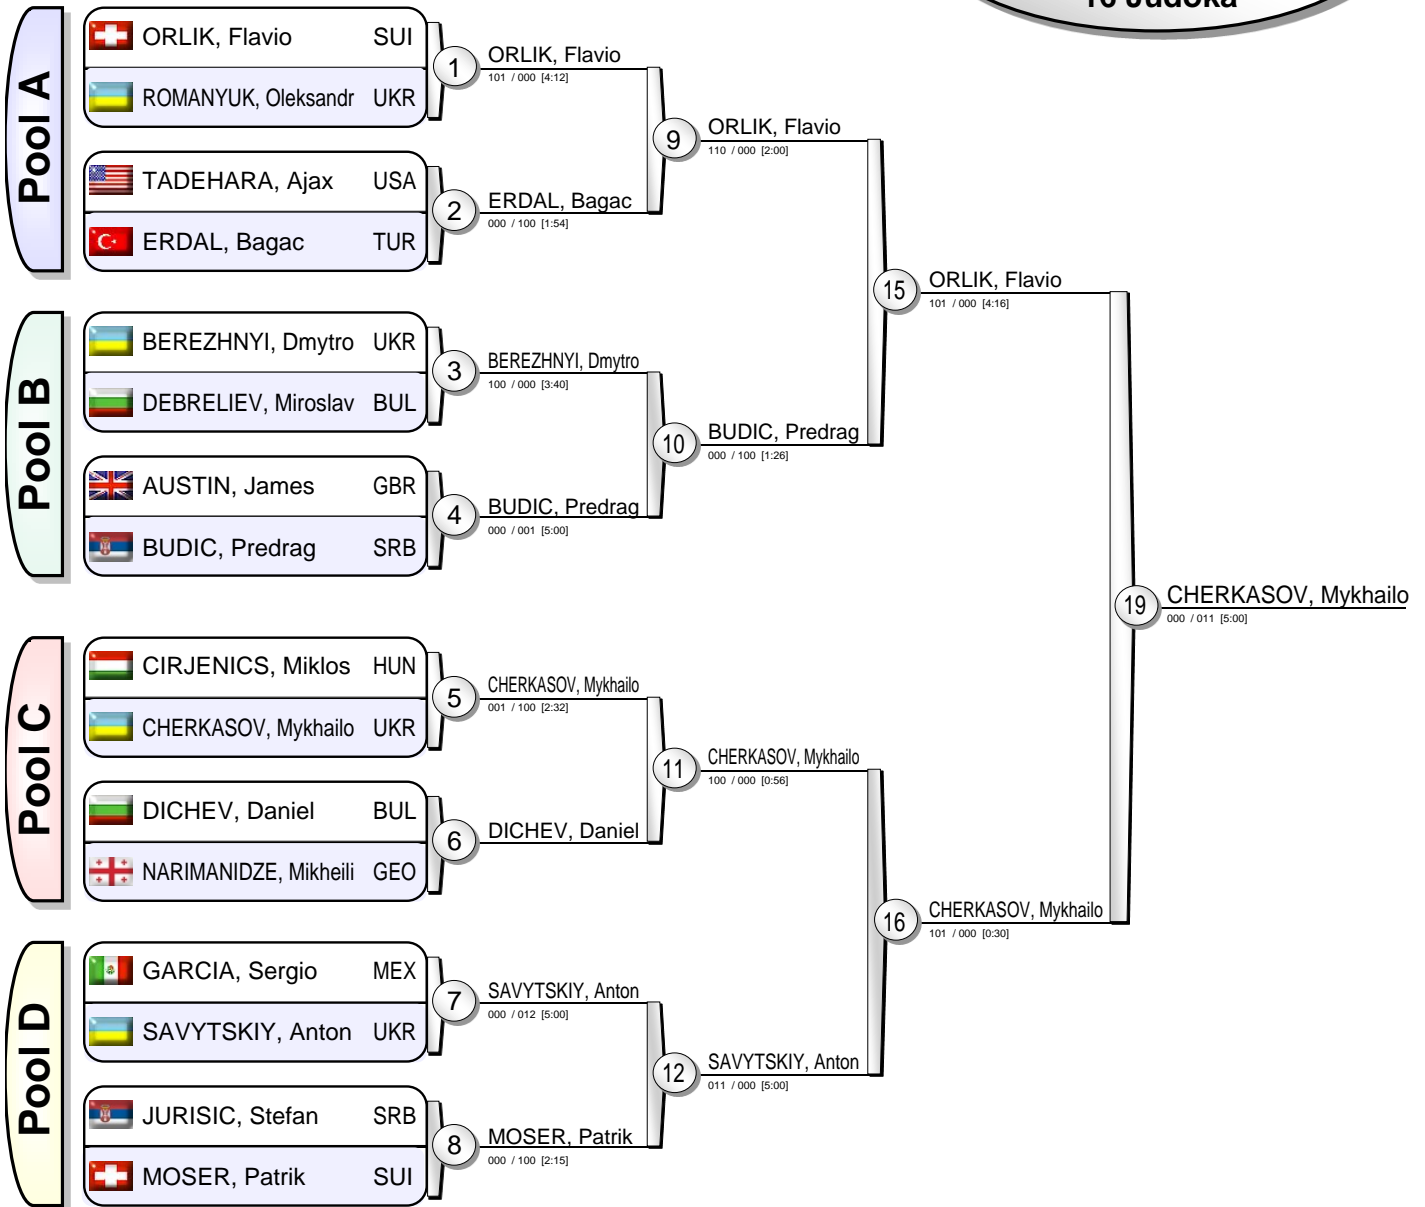 16 Judoka
Pool A
ORLIK, Flavio SUI
ROMANYUK, Oleksandr UKR
TADEHARA, Ajax USA
ERDAL, Bagac TUR
1
ORLIK, Flavio
101 / 000 [4:12]
2
ERDAL, Bagac
000 / 100 [1:54]
9
ORLIK, Flavio
110 / 000 [2:00]
Pool B
BEREZHNYI, Dmytro UKR
DEBRELIEV, Miroslav BUL
AUSTIN, James GBR
BUDIC, Predrag SRB
3
BEREZHNYI, Dmytro
100 / 000 [3:40]
4
BUDIC, Predrag
000 / 001 [5:00]
10
BUDIC, Predrag
000 / 100 [1:26]
15
ORLIK, Flavio
101 / 000 [4:16]
Pool C
CIRJENICS, Miklos HUN
CHERKASOV, Mykhailo UKR
DICHEV, Daniel BUL
NARIMANIDZE, Mikheili GEO
5
CHERKASOV, Mykhailo
001 / 100 [2:32]
6
DICHEV, Daniel
11
CHERKASOV, Mykhailo
100 / 000 [0:56]
Pool D
GARCIA, Sergio MEX
SAVYTSKIY, Anton UKR
JURISIC, Stefan SRB
MOSER, Patrik SUI
7
SAVYTSKIY, Anton
000 / 012 [5:00]
8
MOSER, Patrik
000 / 100 [2:15]
12
SAVYTSKIY, Anton
011 / 000 [5:00]
16
CHERKASOV, Mykhailo
101 / 000 [0:30]
19
CHERKASOV, Mykhailo
000 / 011 [5:00]